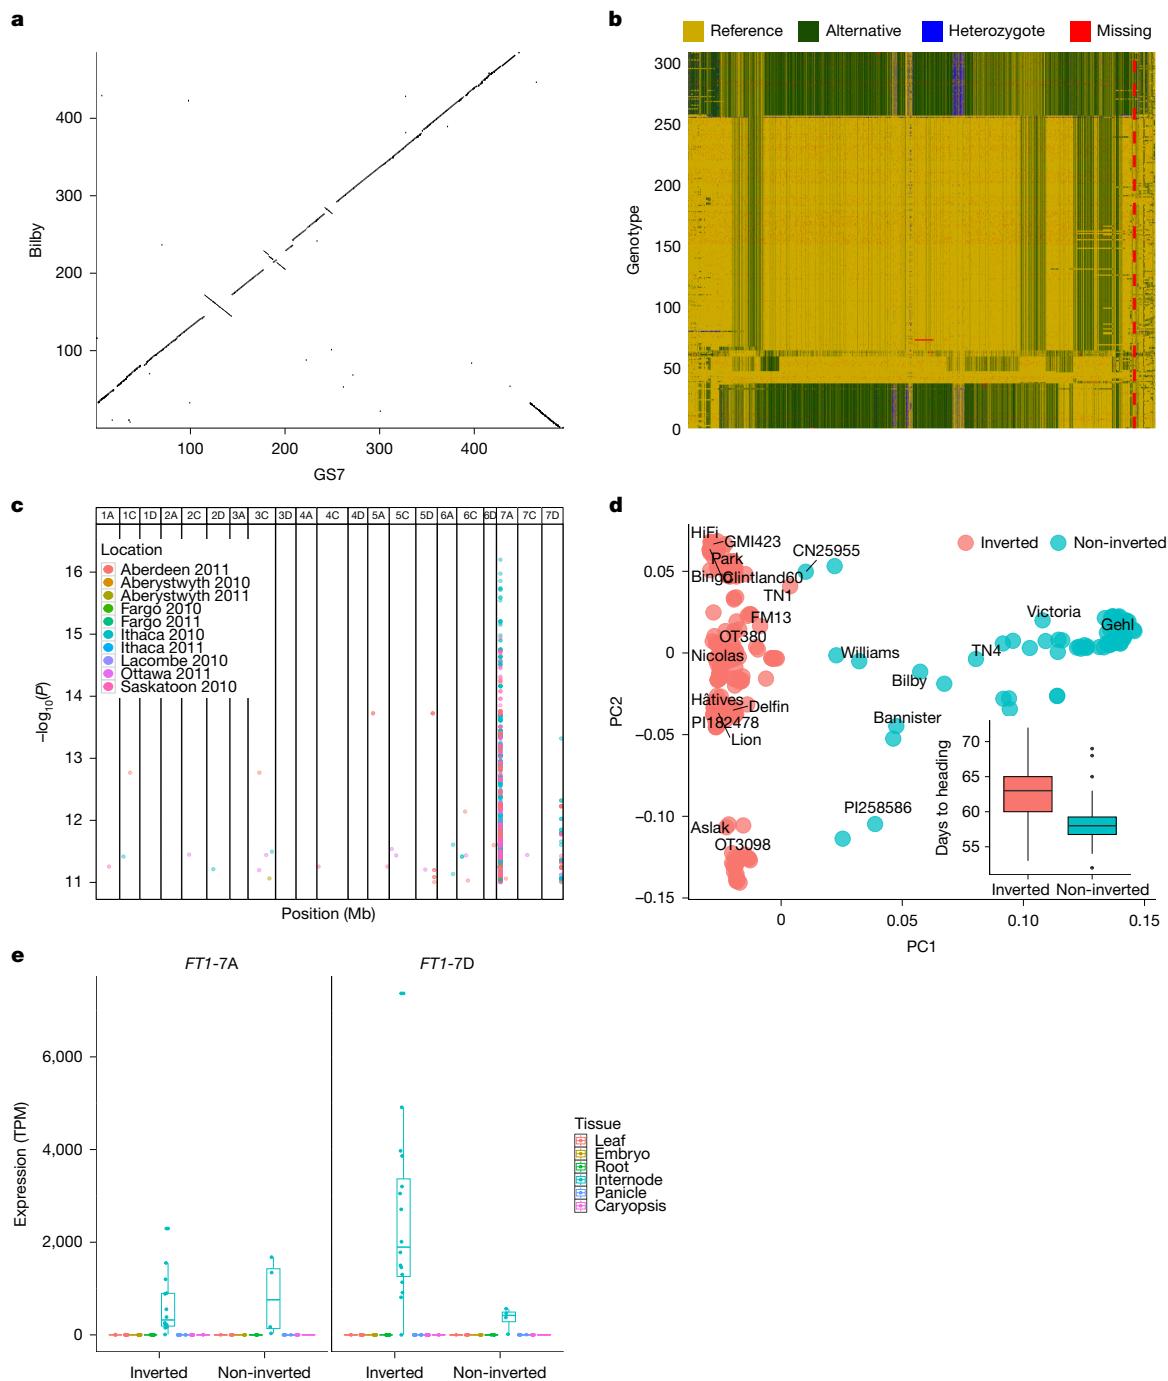 a
Bilby
400
300
200
100
100 200 300 400
GS7
b
Reference Alternative Heterozygote Missing
Genotype
300
250
200
150
100
50
0
c
1A 1C 1D 2A 2C 2D 3A 3C 3D 4A 4C 4D 5A 5C 5D 6A 6C 6D 7A 7C 7D
Location
Aberdeen 2011
Aberystwyth 2010
Aberystwyth 2011
Fargo 2010
Fargo 2011
Ithaca 2010
Ithaca 2011
Lacombe 2010
Ottawa 2011
Saskatoon 2010
−log10(P)
16
15
14
13
12
11
Position (Mb)
d
Inverted Non-inverted
PC2
0.05
0
−0.05
−0.10
−0.15
HiFi
GMI423
Park
Bingo
Clintland60
CN25955
TN1
FM13
OT380
Nicolas
Hâtives
Delfin
PI182478
Lion
Aslak
OT3098
Williams
Bilby
Bannister
PI258586
TN4
Victoria
Gehl
Days to heading
70
65
60
55
Inverted Non-inverted
0 0.05 0.10 0.15
PC1
e
FT1-7A FT1-7D
Expression (TPM)
6,000
4,000
2,000
0
Inverted Non-inverted Inverted Non-inverted
Tissue
Leaf
Embryo
Root
Internode
Panicle
Caryopsis